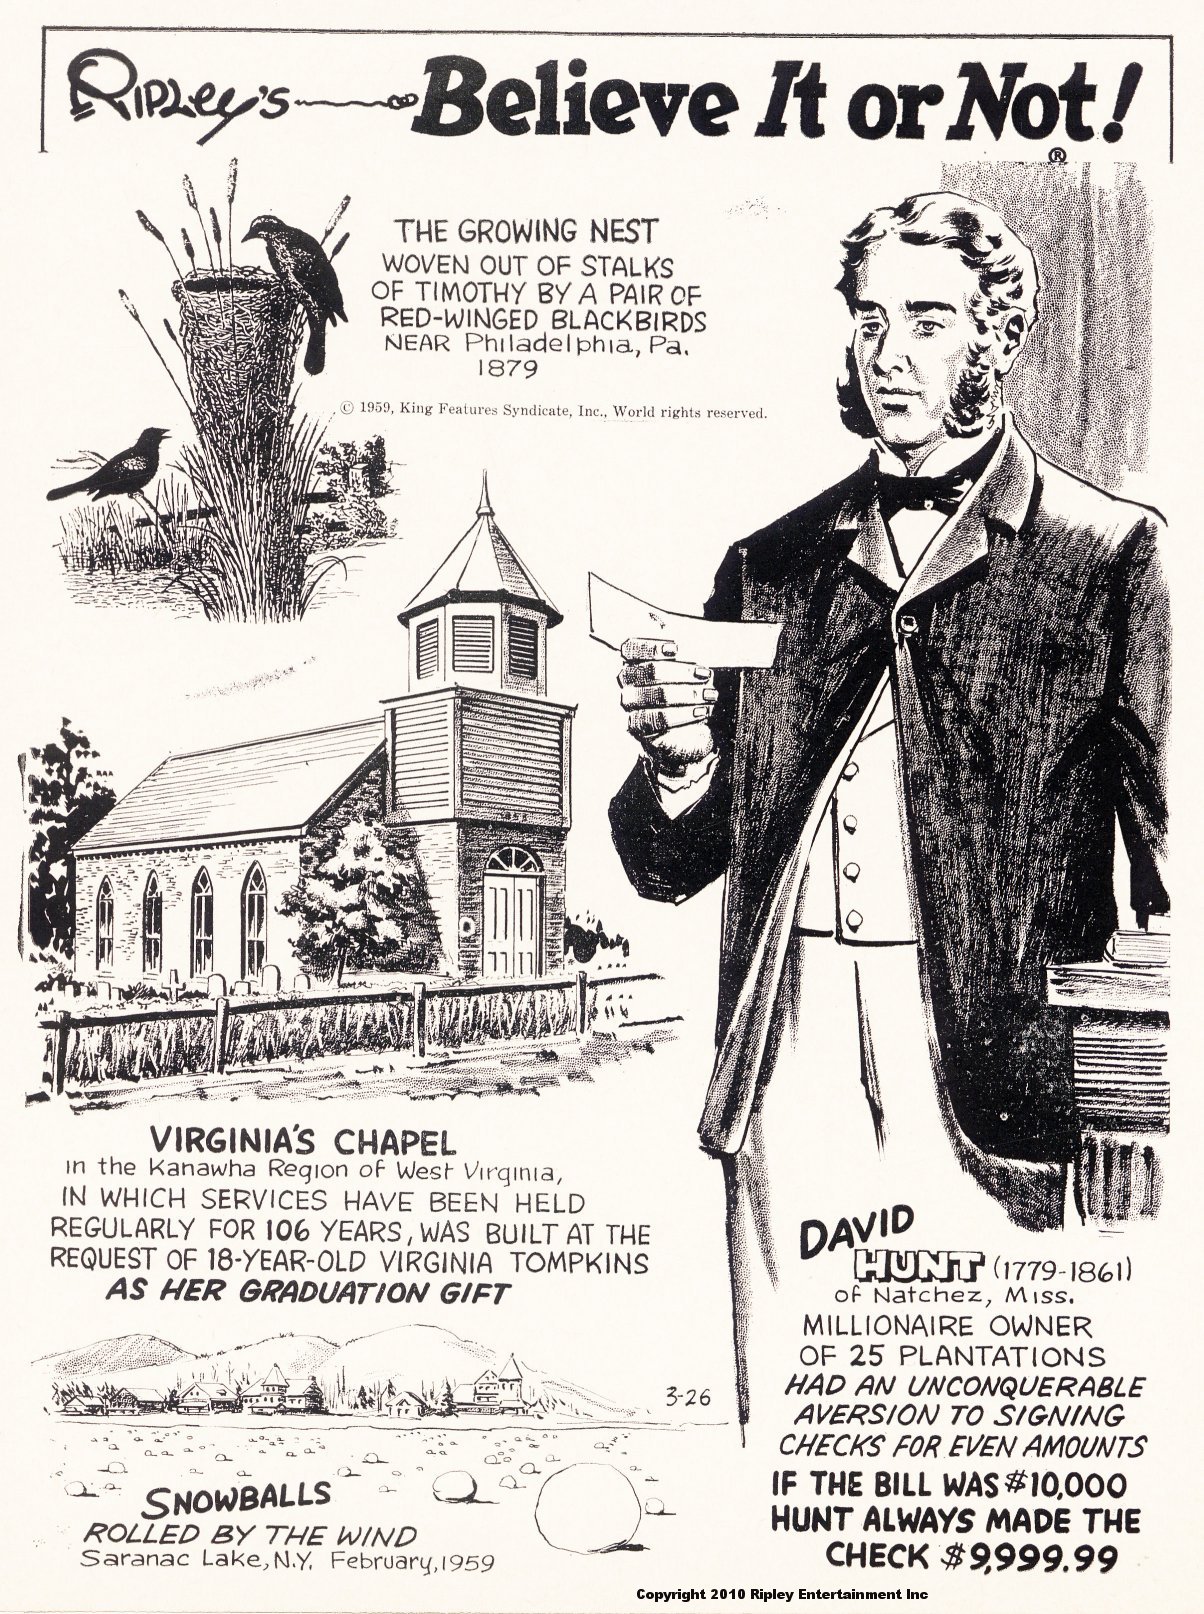 Ripley's Believe It or Not!
®
THE GROWING NEST
WOVEN OUT OF STALKS
OF TIMOTHY BY A PAIR OF
RED-WINGED BLACKBIRDS
NEAR Philadelphia, Pa.
1879
© 1959, King Features Syndicate, Inc., World rights reserved.
VIRGINIA'S CHAPEL
in the Kanawha Region of West Virginia,
IN WHICH SERVICES HAVE BEEN HELD
REGULARLY FOR 106 YEARS, WAS BUILT AT THE
REQUEST OF 18-YEAR-OLD VIRGINIA TOMPKINS
AS HER GRADUATION GIFT
3-26
SNOWBALLS
ROLLED BY THE WIND
Saranac Lake, N.Y. February, 1959
DAVID
HUNT (1779-1861)
of Natchez, Miss.
MILLIONAIRE OWNER
OF 25 PLANTATIONS
HAD AN UNCONQUERABLE
AVERSION TO SIGNING
CHECKS FOR EVEN AMOUNTS
IF THE BILL WAS $10,000
HUNT ALWAYS MADE THE
CHECK $9,999.99
Copyright 2010 Ripley Entertainment Inc